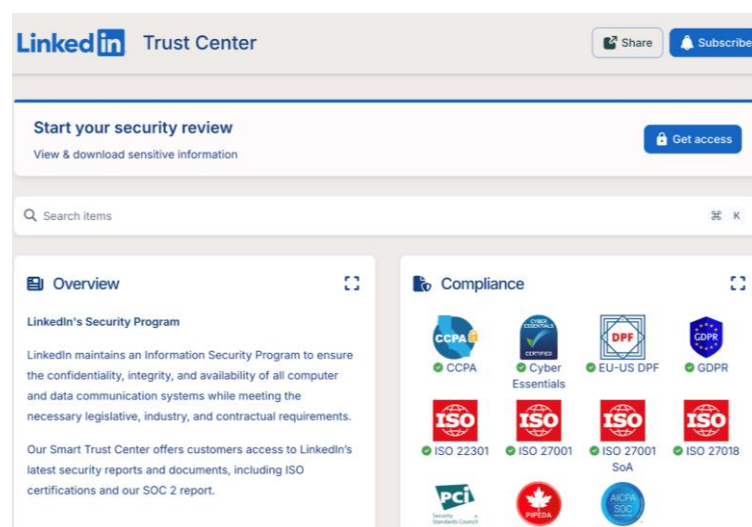 Linked in Trust Center
Share
Subscribe
Start your security review
View & download sensitive information
Get access
Search items
⌘ K
Overview
LinkedIn's Security Program
LinkedIn maintains an Information Security Program to ensure
the confidentiality, integrity, and availability of all computer
and data communication systems while meeting the
necessary legislative, industry, and contractual requirements.
Our Smart Trust Center offers customers access to LinkedIn's
latest security reports and documents, including ISO
certifications and our SOC 2 report.
Compliance
CCPA
CYBER
ESSENTIALS
CERTIFIED
DPF
GDPR
CCPA
Cyber
Essentials
EU-US DPF
GDPR
ISO
ISO
ISO
ISO
ISO 22301
ISO 27001
ISO 27001
SoA
ISO 27018
PCI
Security
Standards Council
PIPEDA
AICPA
SOC